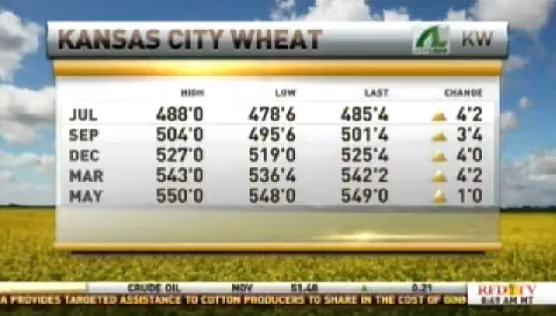 KANSAS CITY WHEAT KW
HIGH LOW LAST CHANGE
JUL 488'0 478'6 485'4 4'2
SEP 504'0 495'6 501'4 3'4
DEC 527'0 519'0 525'4 4'0
MAR 543'0 536'4 542'2 4'2
MAY 550'0 548'0 549'0 1'0
CRUDE OIL NOV 51.48 0.21
A PROVIDES TARGETED ASSISTANCE TO COTTON PRODUCERS TO SHARE IN THE COST OF GINN
RFD TV
8:49 AM MT